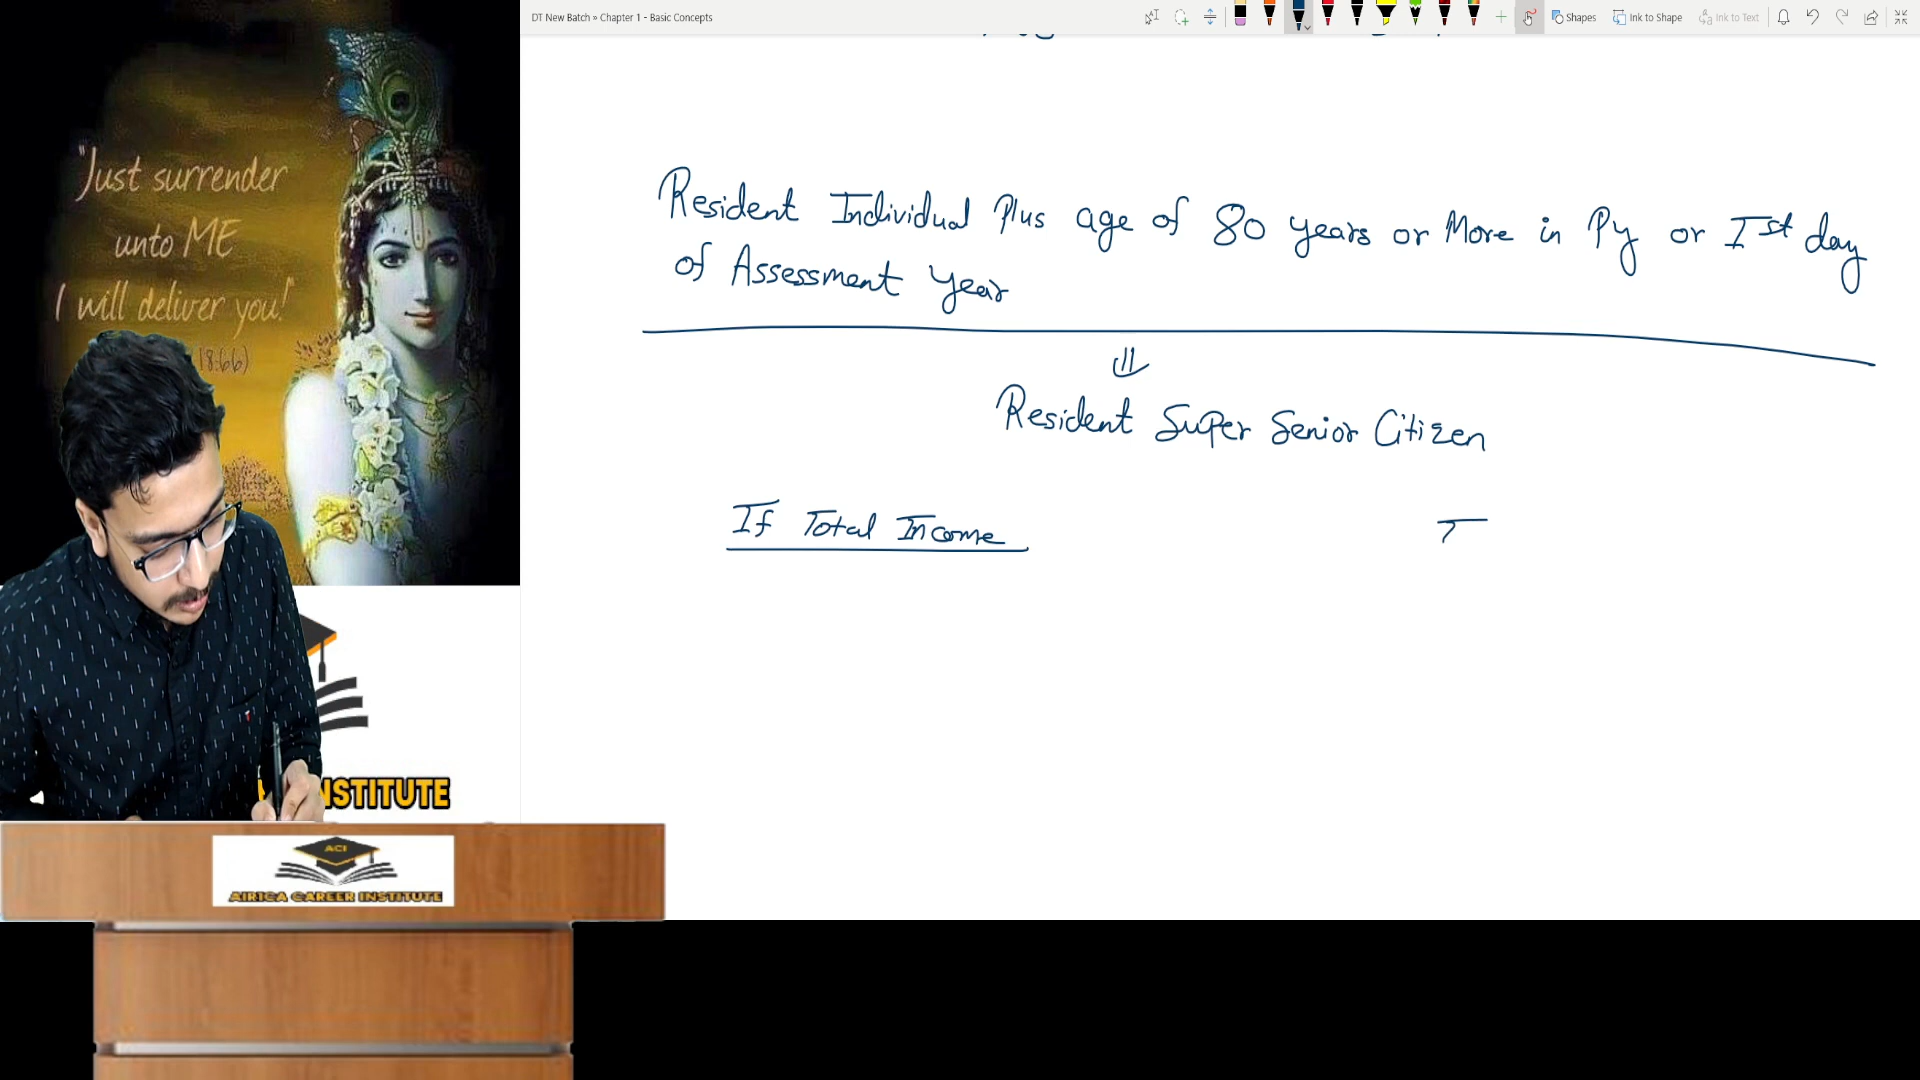 DT New Batch » Chapter 1 - Basic Concepts
Shapes
Ink to Shape
Ink to Text
"Just surrender
unto ME
I will deliver you!"
18:66)
Resident Individual Plus age of 80 years or More in Py or Ist day
of Assessment Year
Resident Super Senior Citizen
If Total Income
T
NSTITUTE
ACI
AIRICA CAREER INSTITUTE